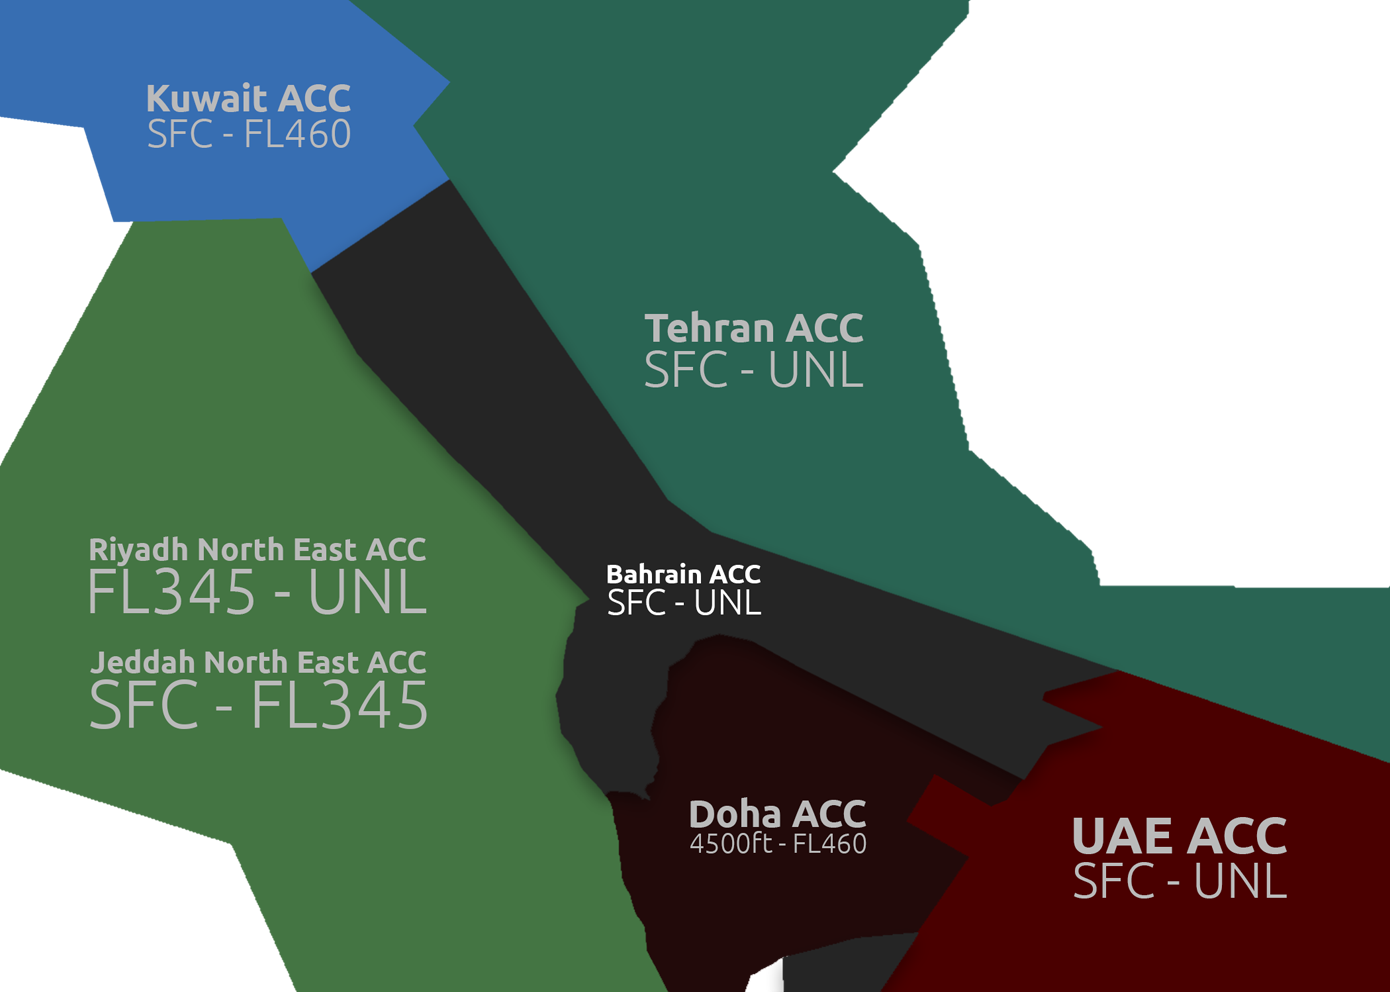 Kuwait ACC
SFC - FL460
Tehran ACC
SFC - UNL
Riyadh North East ACC
FL345 - UNL
Jeddah North East ACC
SFC - FL345
Bahrain ACC
SFC - UNL
Doha ACC
4500ft - FL460
UAE ACC
SFC - UNL